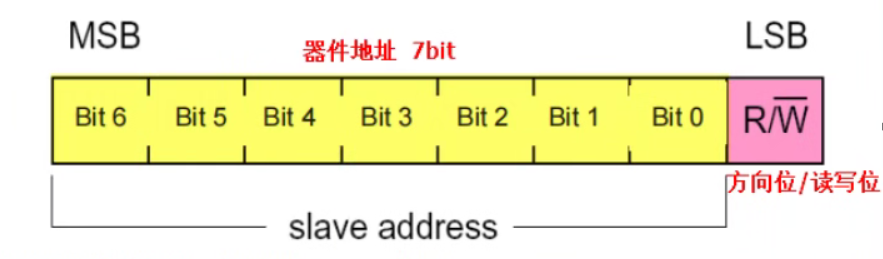 MSB 器件地址 7bit LSB
Bit 6 Bit 5 Bit 4 Bit 3 Bit 2 Bit 1 Bit 0 R/W̅
方向位/读写位
slave address